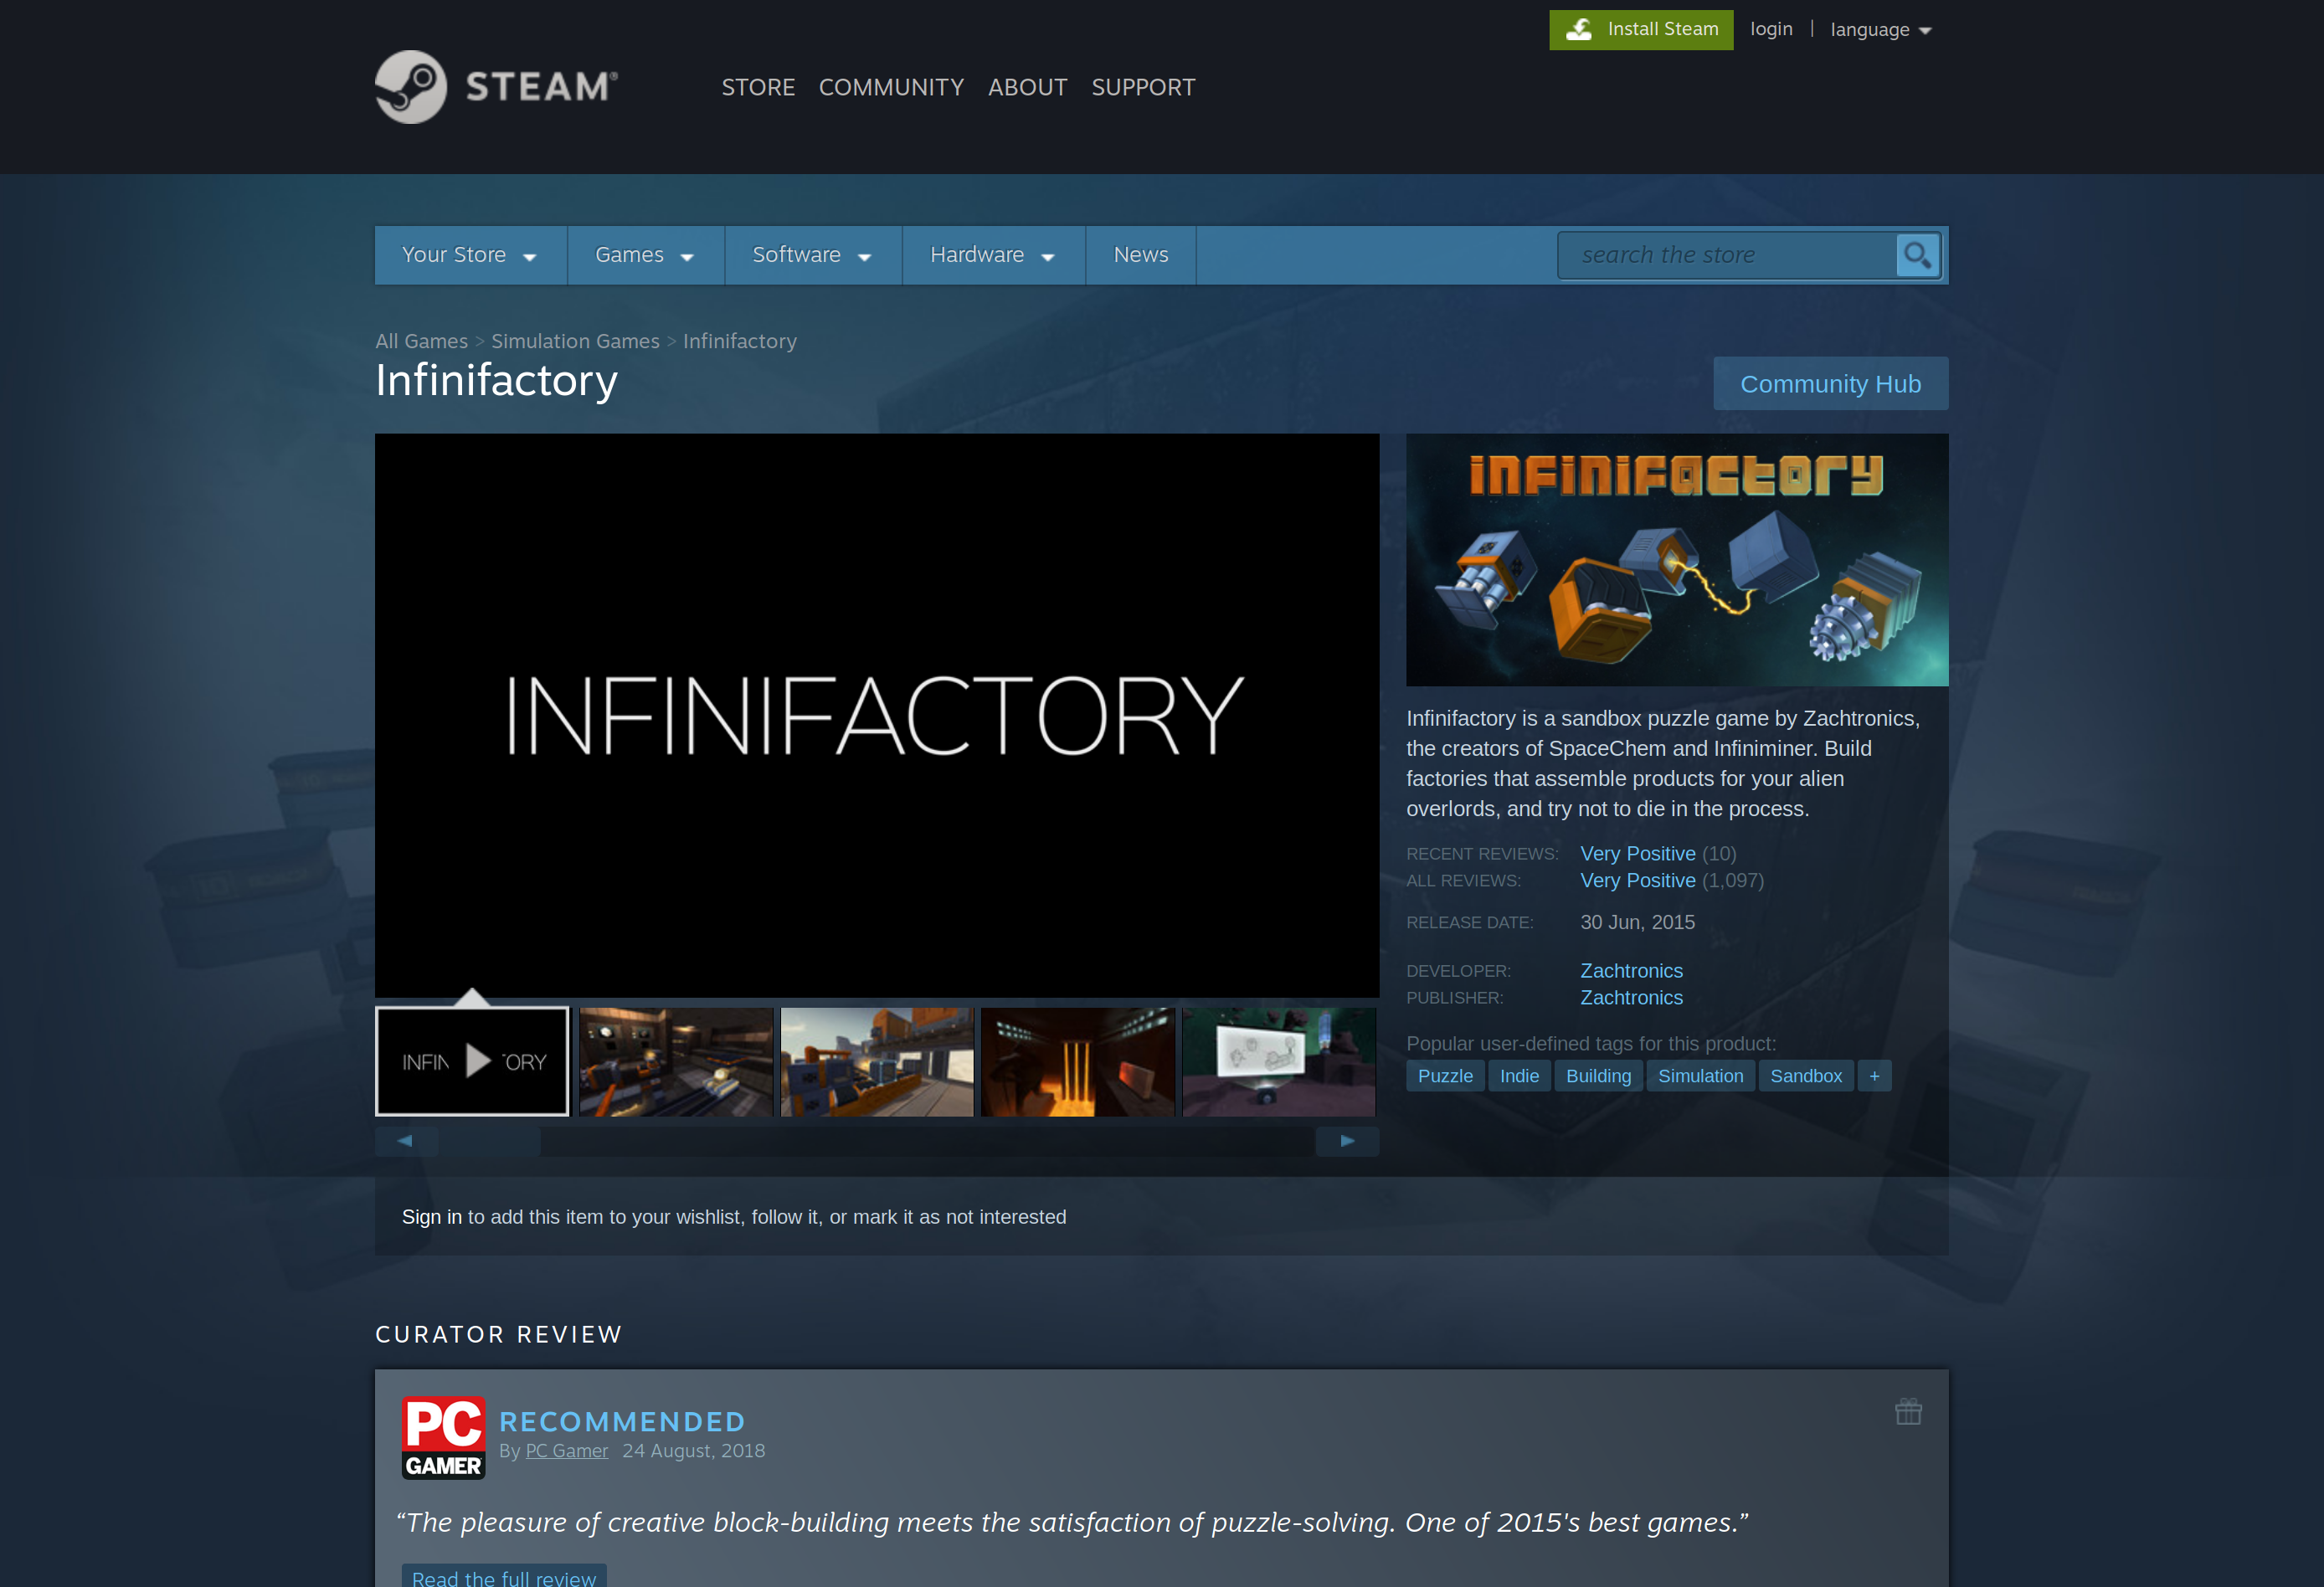 Install Steam login | language
STEAM®
STORE COMMUNITY ABOUT SUPPORT
Your Store Games Software Hardware News search the store
All Games > Simulation Games > Infinifactory
Infinifactory
Community Hub
INFINIFACTORY
INFINIFACTORY
Infinifactory is a sandbox puzzle game by Zachtronics,
the creators of SpaceChem and Infiniminer. Build
factories that assemble products for your alien
overlords, and try not to die in the process.
RECENT REVIEWS: Very Positive (10)
ALL REVIEWS: Very Positive (1,097)
RELEASE DATE: 30 Jun, 2015
DEVELOPER: Zachtronics
PUBLISHER: Zachtronics
Popular user-defined tags for this product:
Puzzle Indie Building Simulation Sandbox +
INFIN ORY
Sign in to add this item to your wishlist, follow it, or mark it as not interested
CURATOR REVIEW
PC
GAMER
RECOMMENDED
By PC Gamer 24 August, 2018
“The pleasure of creative block-building meets the satisfaction of puzzle-solving. One of 2015's best games.”
Read the full review